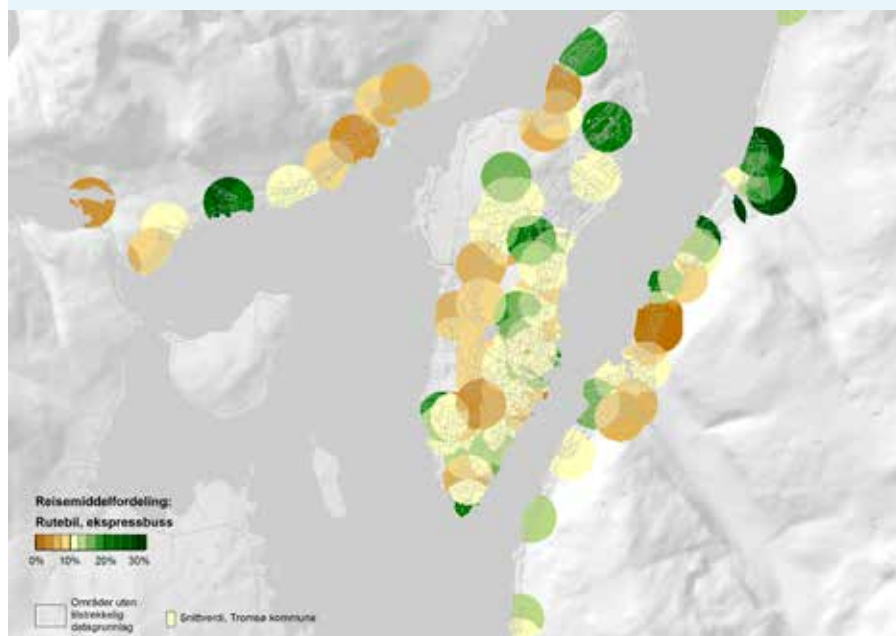 Reisemiddelfordeling:
Rutebil, ekspressbuss
0% 10% 20% 30%
Områder uten
tilstrekkelig
datagrunnlag
Snittverdi, Tromsø kommune